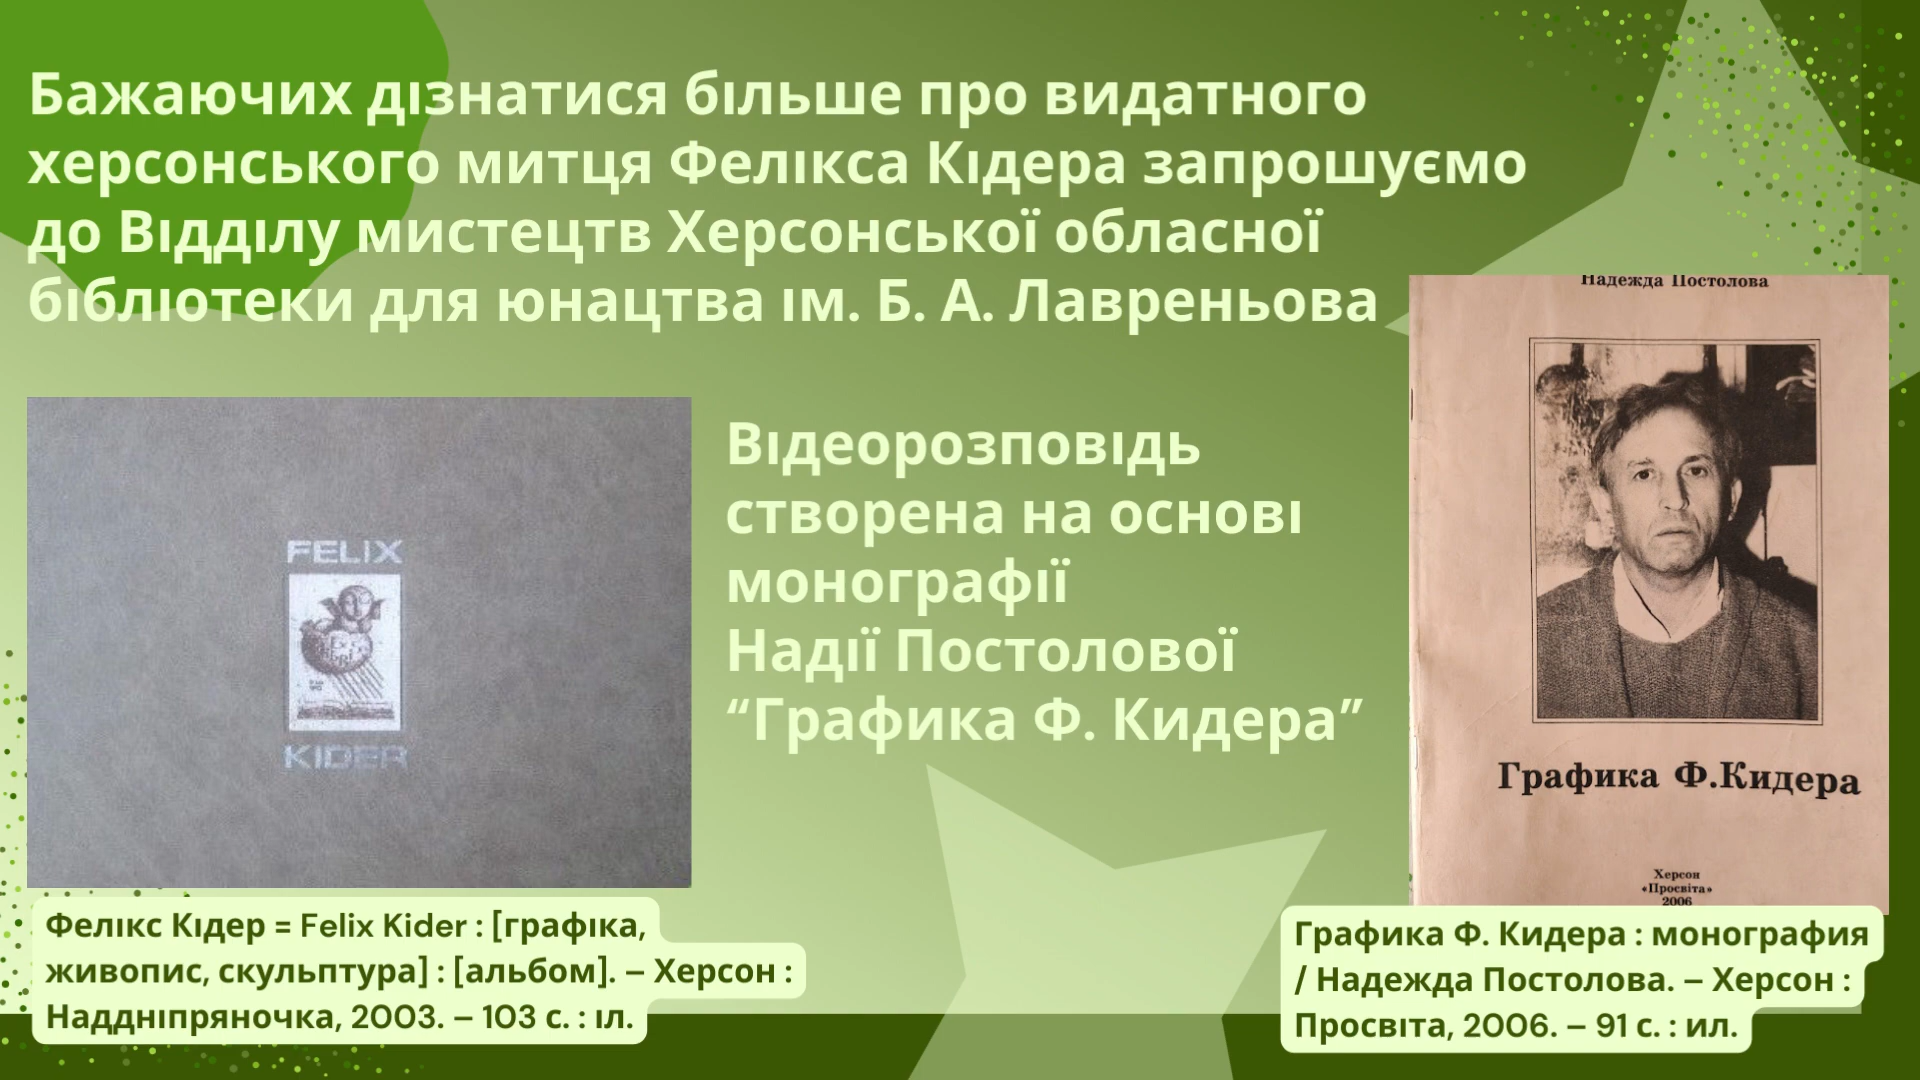 Бажаючих дізнатися більше про видатного
херсонського митця Фелікса Кідера запрошуємо
до Відділу мистецтв Херсонської обласної
бібліотеки для юнацтва ім. Б. А. Лавреньова
Надежда Постолова
Відеорозповідь
створена на основі
монографії
Надії Постолової
“Графика Ф. Кидера”
FELIX
KIDER
Графика Ф.Кидера
Херсон
«Просвіта»
2006
Фелікс Кідер = Felix Kider : [графіка,
живопис, скульптура] : [альбом]. – Херсон :
Наддніпряночка, 2003. – 103 с. : іл.
Графика Ф. Кидера : монография
/ Надежда Постолова. – Херсон :
Просвіта, 2006. – 91 с. : ил.